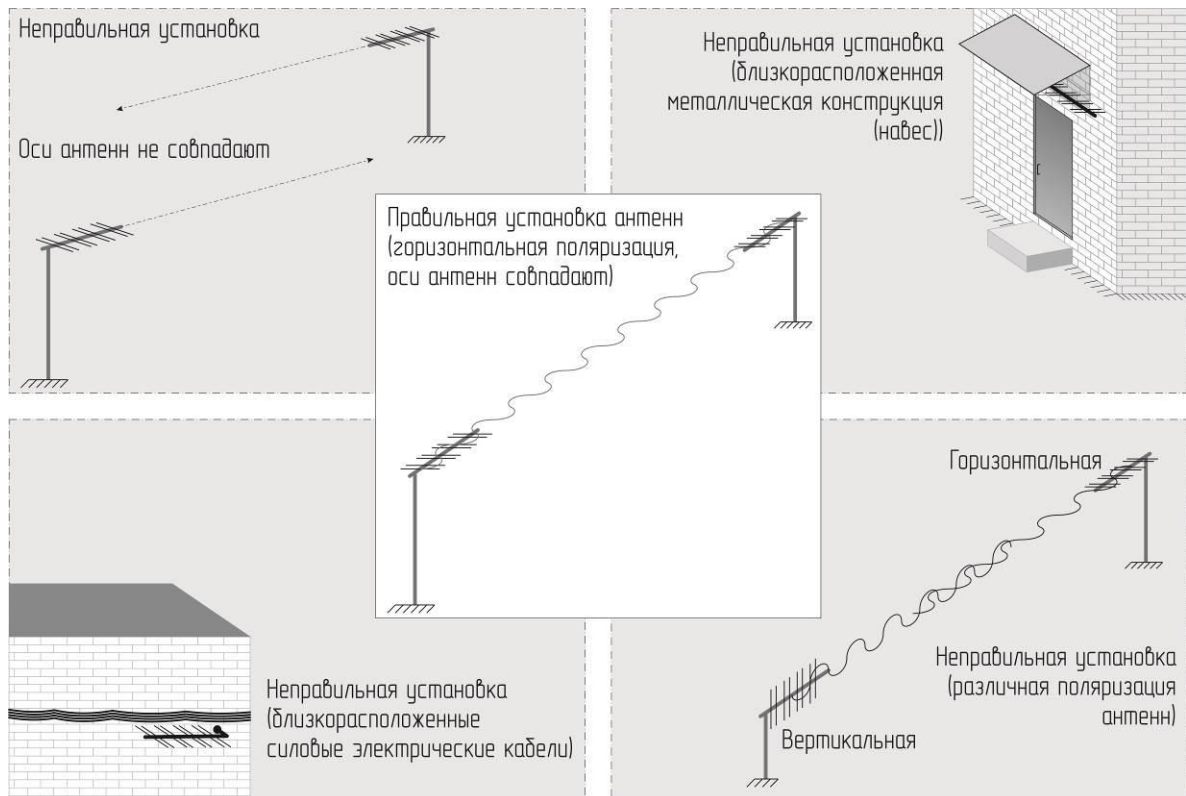 Неправильная установка
Оси антенн не совпадают
Неправильная установка
(близкорасположенная
металлическая конструкция
(навес))
Правильная установка антенн
(горизонтальная поляризация,
оси антенн совпадают)
Неправильная установка
(близкорасположенные
силовые электрические кабели)
Горизонтальная
Вертикальная
Неправильная установка
(различная поляризация
антенн)